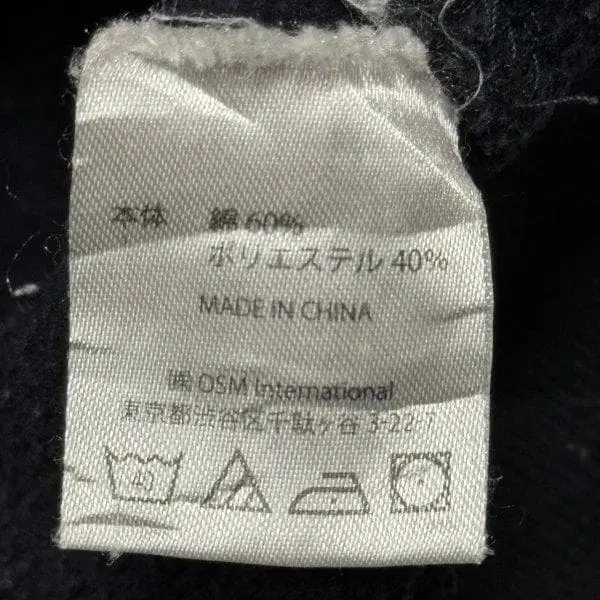 本体 綿 60%
ポリエステル 40%
MADE IN CHINA
㈱ OSM International
東京都渋谷区千駄ヶ谷 3-22-7
40